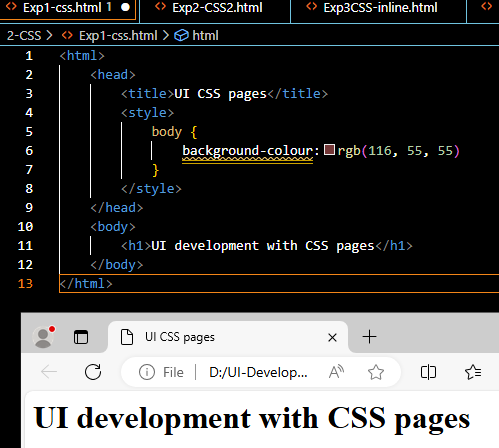 Exp1-css.html 1 Exp2-CSS2.html Exp3CSS-inline.html
2-CSS > Exp1-css.html > html
1 <html>
2 <head>
3 <title>UI CSS pages</title>
4 <style>
5 body {
6 background-colour: rgb(116, 55, 55)
7 }
8 </style>
9 </head>
10 <body>
11 <h1>UI development with CSS pages</h1>
12 </body>
13 </html>
UI CSS pages
File D:/UI-Develop...
UI development with CSS pages